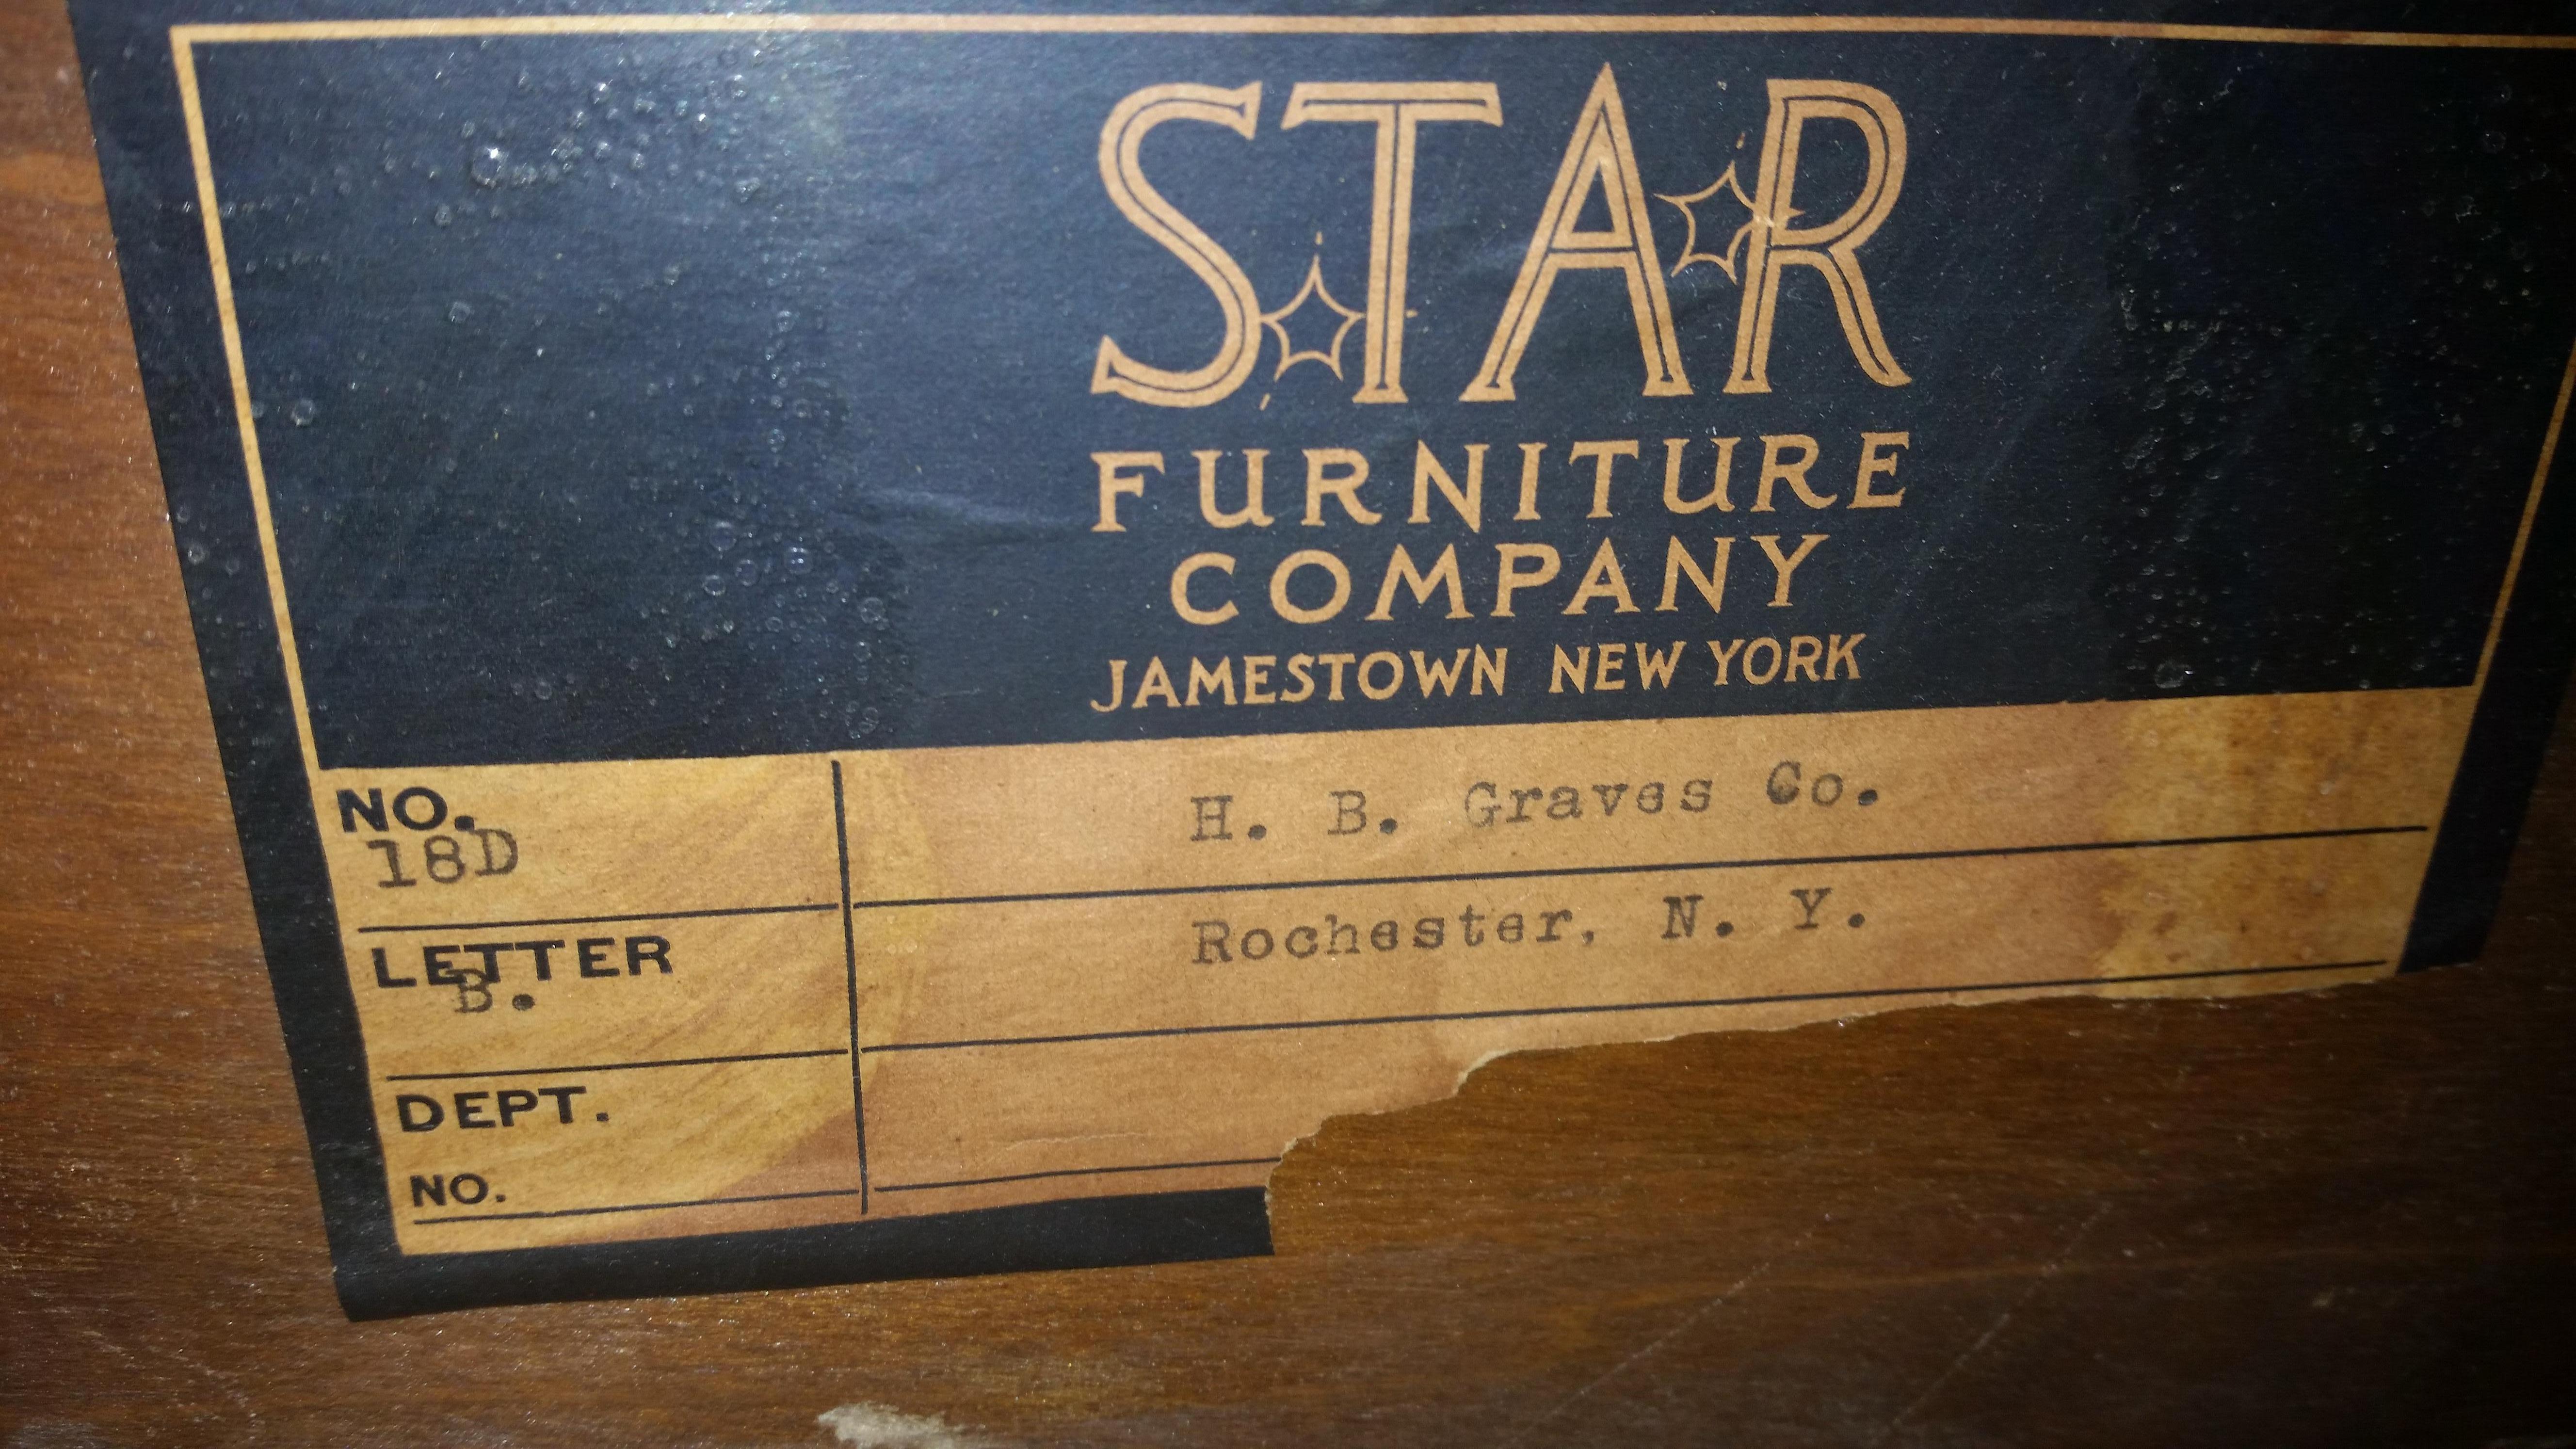 STAR
FURNITURE
COMPANY
JAMESTOWN NEW YORK
NO.
18D
H. B. Graves Co.
LETTER
B.
Rochester, N. Y.
DEPT.
NO.